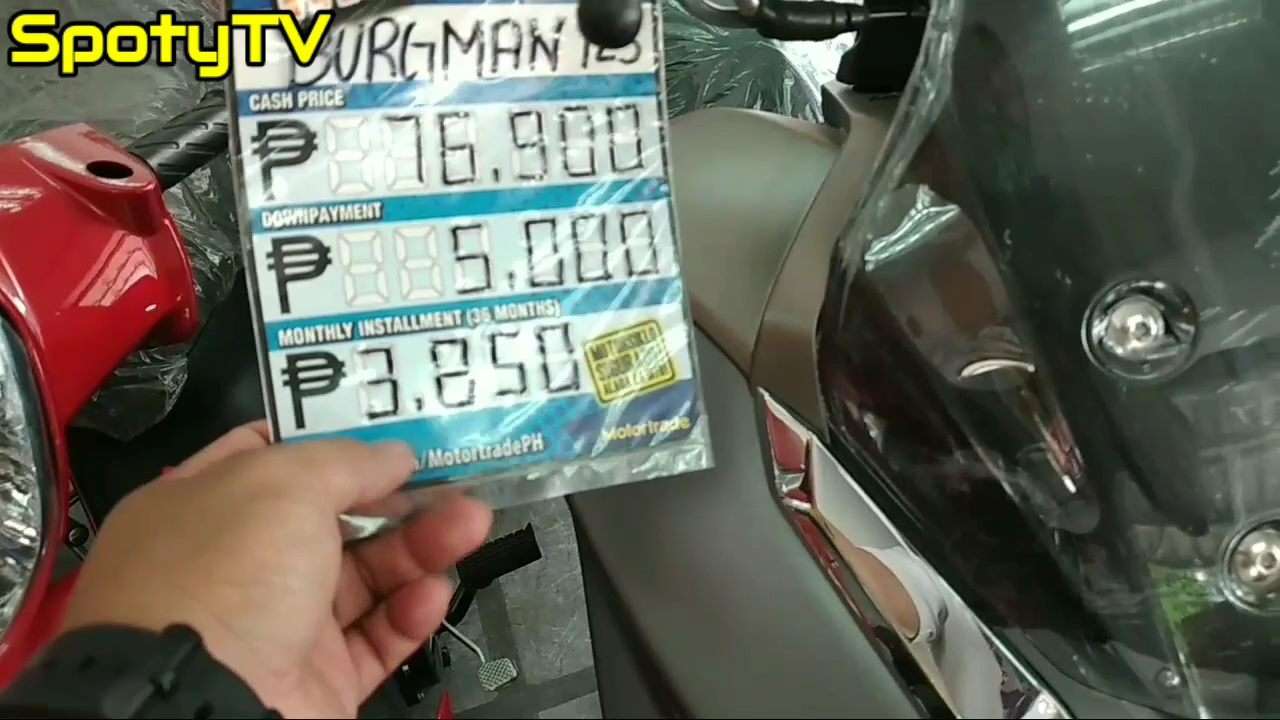 SpotyTV
BURGMAN 125
CASH PRICE
₱ 76,900
DOWNPAYMENT
₱ 5,000
MONTHLY INSTALLMENT (36 MONTHS)
₱3,250
/MotortradePH
Motortrade